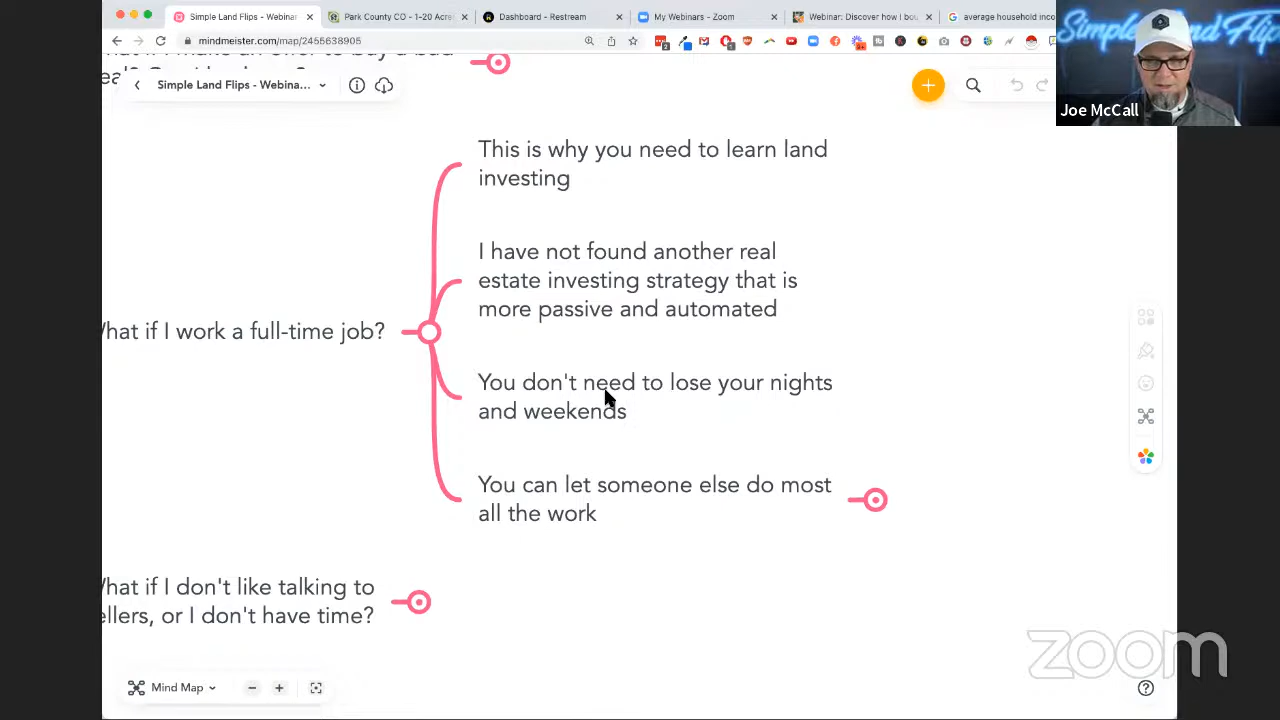 Simple Land Flips - Webinar
Park County CO - 1-20 Acre
Dashboard - Restream
My Webinars - Zoom
Webinar: Discover how I bou
average household inco
mindmeister.com/map/2455638905
Simple Land Flips - Webina...
Joe McCall
This is why you need to learn land
investing
I have not found another real
estate investing strategy that is
more passive and automated
hat if I work a full-time job?
You don't need to lose your nights
and weekends
You can let someone else do most
all the work
hat if I don't like talking to
ellers, or I don't have time?
Mind Map
zoom